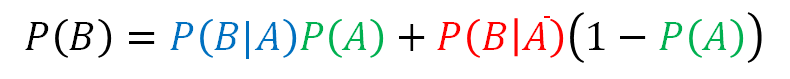 P(B) = P(B|A)P(A) + P(B|Ā)(1 − P(A))